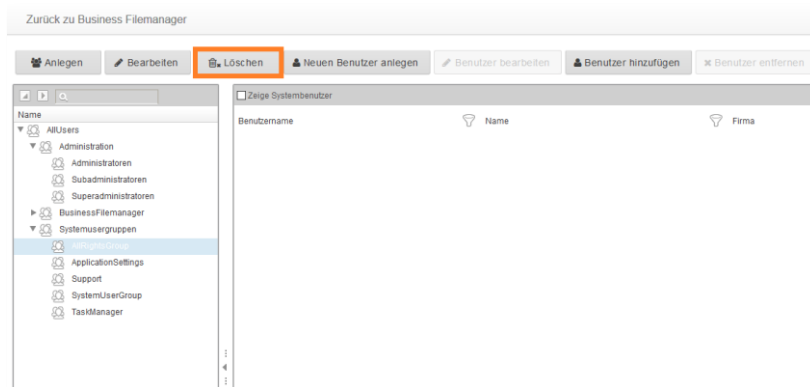 Zurück zu Business Filemanager
Anlegen Bearbeiten Löschen Neuen Benutzer anlegen Benutzer bearbeiten Benutzer hinzufügen Benutzer entfernen
Zeige Systembenutzer
Name
Benutzername Name Firma
AllUsers
Administration
Administratoren
Subadministratoren
Superadministratoren
BusinessFilemanager
Systemusergruppen
AllRightsGroup
ApplicationSettings
Support
SystemUserGroup
TaskManager